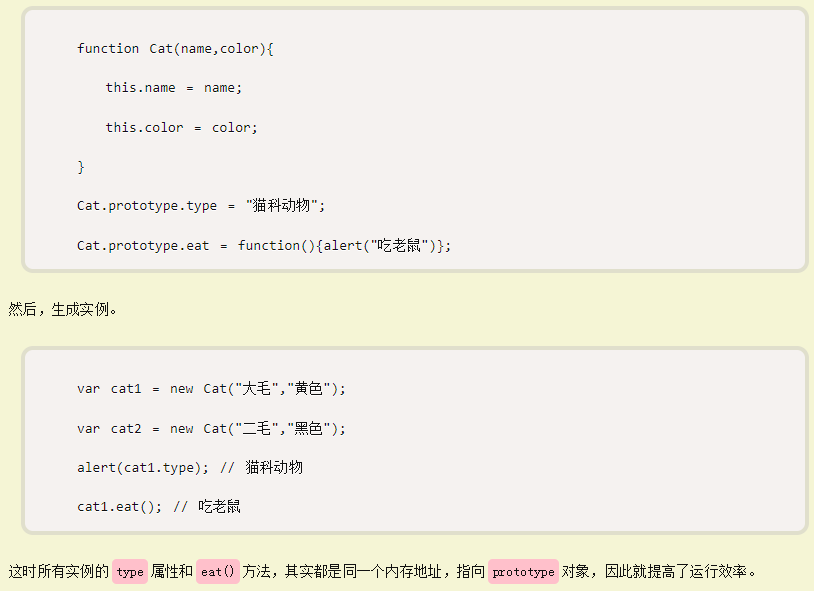 function Cat(name,color){
this.name = name;
this.color = color;
}
Cat.prototype.type = "猫科动物";
Cat.prototype.eat = function(){alert("吃老鼠")};
然后，生成实例。
var cat1 = new Cat("大毛","黄色");
var cat2 = new Cat("二毛","黑色");
alert(cat1.type); // 猫科动物
cat1.eat(); // 吃老鼠
这时所有实例的 type 属性和 eat() 方法，其实都是同一个内存地址，指向 prototype 对象，因此就提高了运行效率。